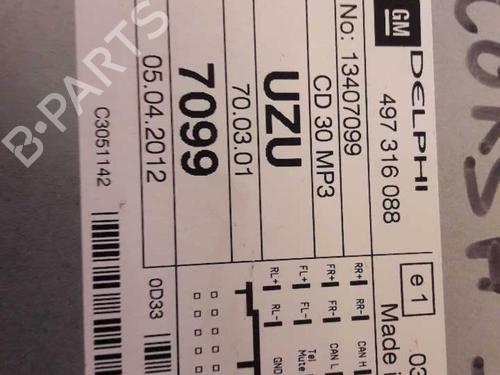 GM
DELPHI
497 316 088
e1
03
Made i
No: 13407099
CD 30 MP3
UZU
70.03.01
7099
05.04.2012
C3051142
0D33
RR+ RR-
FR+ FR-
FL+ FL-
RL+ RL-
CAN H
CAN L
Tel
Mute
GND
CORSA
B-PARTS